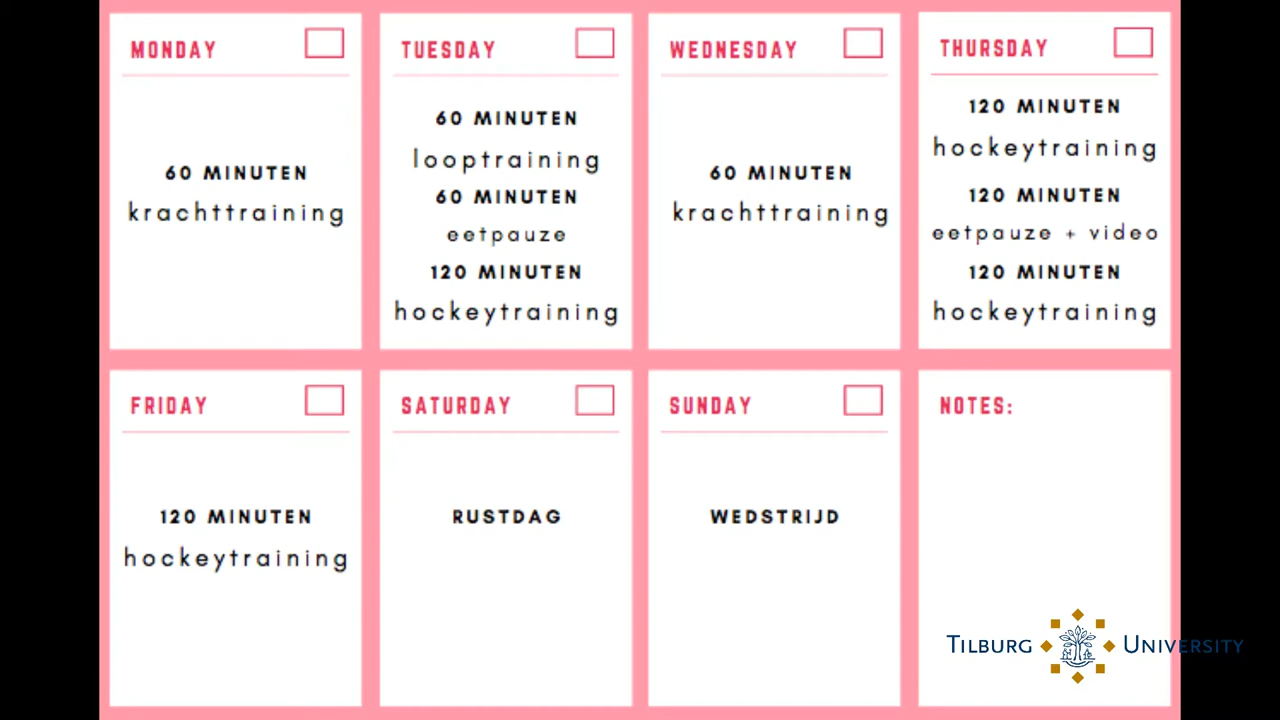 MONDAY
60 MINUTEN
krachttraining
TUESDAY
60 MINUTEN
looptraining
60 MINUTEN
eetpauze
120 MINUTEN
hockeytraining
WEDNESDAY
60 MINUTEN
krachttraining
THURSDAY
120 MINUTEN
hockeytraining
120 MINUTEN
eetpauze + video
120 MINUTEN
hockeytraining
FRIDAY
120 MINUTEN
hockeytraining
SATURDAY
RUSTDAG
SUNDAY
WEDSTRIJD
NOTES:
TILBURG UNIVERSITY